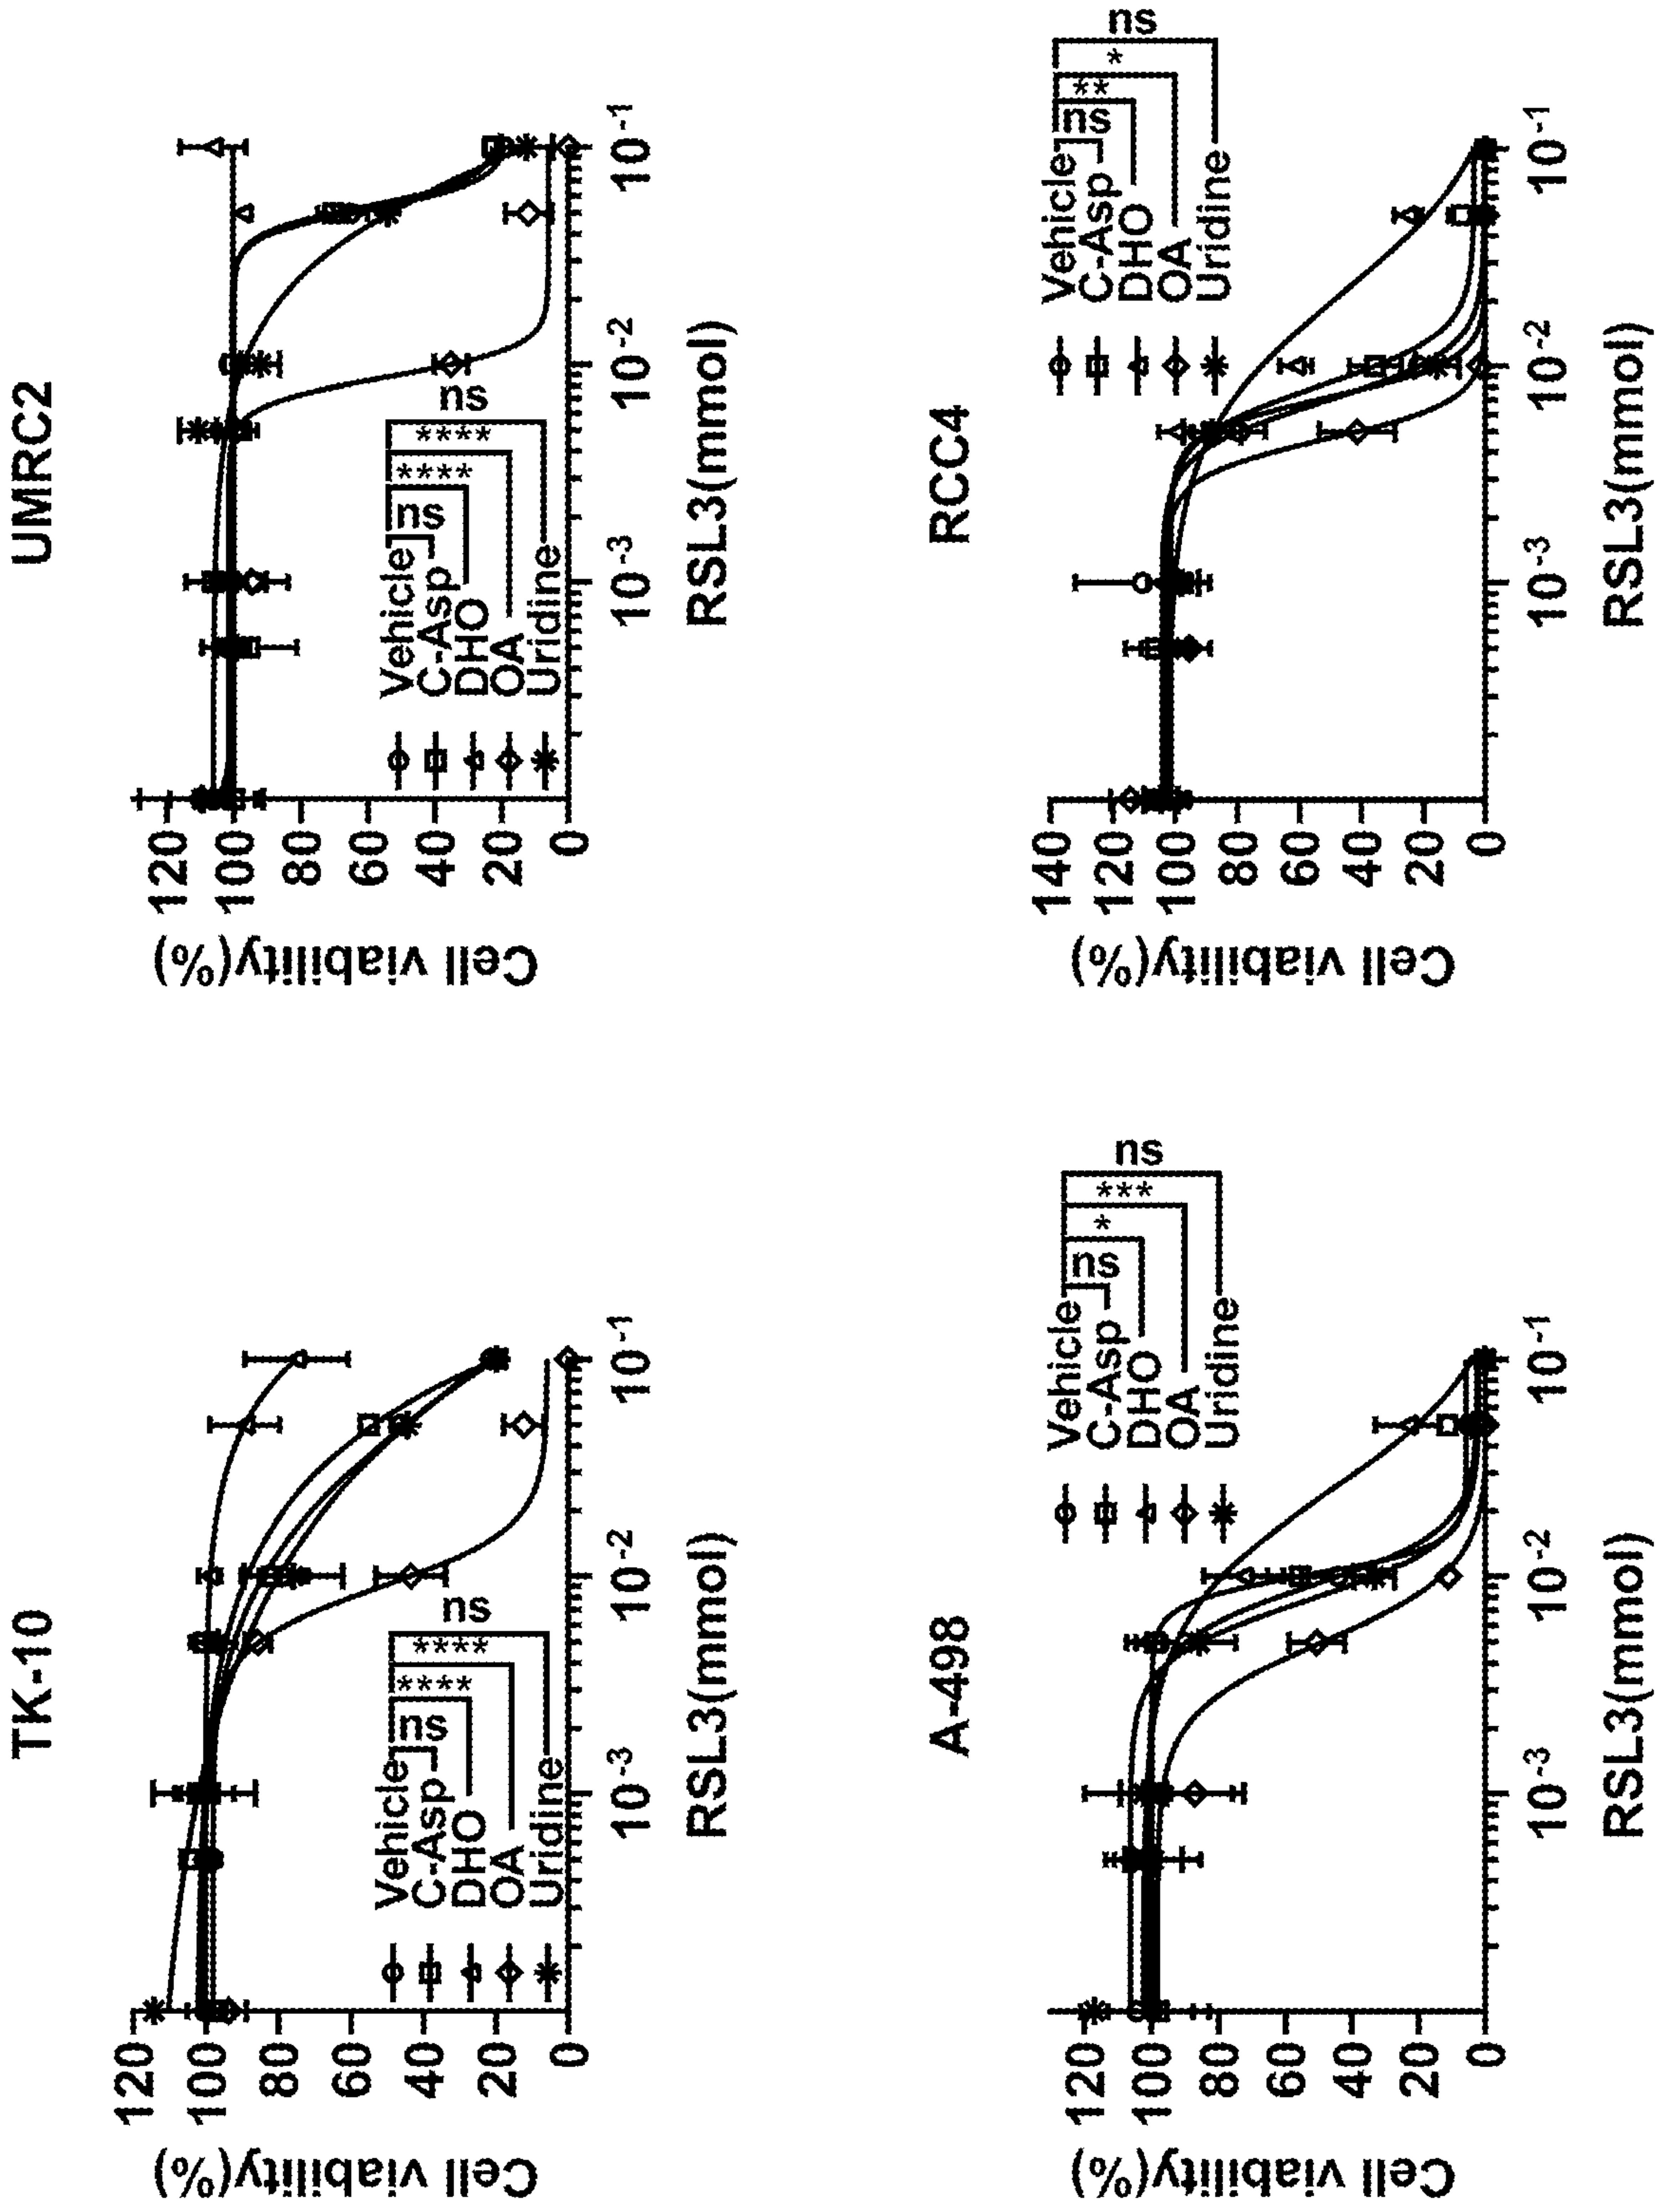 TK-10
Cell viability(%)
120
100
80
60
40
20
0
Vehicle
C-Asp
DHO
OA
Uridine
ns
****
****
ns
10-3
10-2
10-1
RSL3(mmol)
UMRC2
Cell viability(%)
120
100
80
60
40
20
0
Vehicle
C-Asp
DHO
OA
Uridine
ns
****
****
ns
10-3
10-2
10-1
RSL3(mmol)
A-498
Cell viability(%)
120
100
80
60
40
20
0
Vehicle
C-Asp
DHO
OA
Uridine
ns
*
***
ns
10-3
10-2
10-1
RSL3(mmol)
RCC4
Cell viability(%)
140
120
100
80
60
40
20
0
Vehicle
C-Asp
DHO
OA
Uridine
ns
**
*
ns
10-3
10-2
10-1
RSL3(mmol)